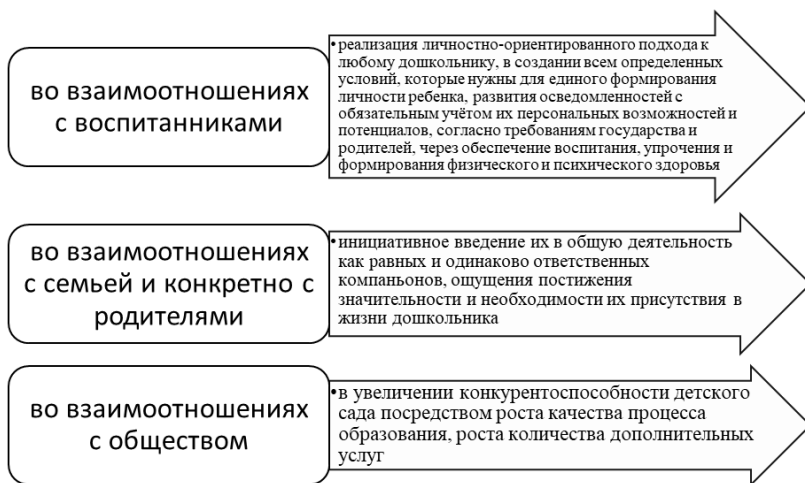 во взаимоотношениях
с воспитанниками
•реализация личностно-ориентированного подхода к
любому дошкольнику, в создании всем определенных
условий, которые нужны для единого формирования
личности ребенка, развития осведомленностей с
обязательным учётом их персональных возможностей и
потенциалов, согласно требованиям государства и
родителей, через обеспечение воспитания, упрочения и
формирования физического и психического здоровья
во взаимоотношениях
с семьей и конкретно с
родителями
•инициативное введение их в общую деятельность
как равных и одинаково ответственных
компаньонов, ощущения постижения
значительности и необходимости их присутствия в
жизни дошкольника
во взаимоотношениях
с обществом
•в увеличении конкурентоспособности детского
сада посредством роста качества процесса
образования, роста количества дополнительных
услуг